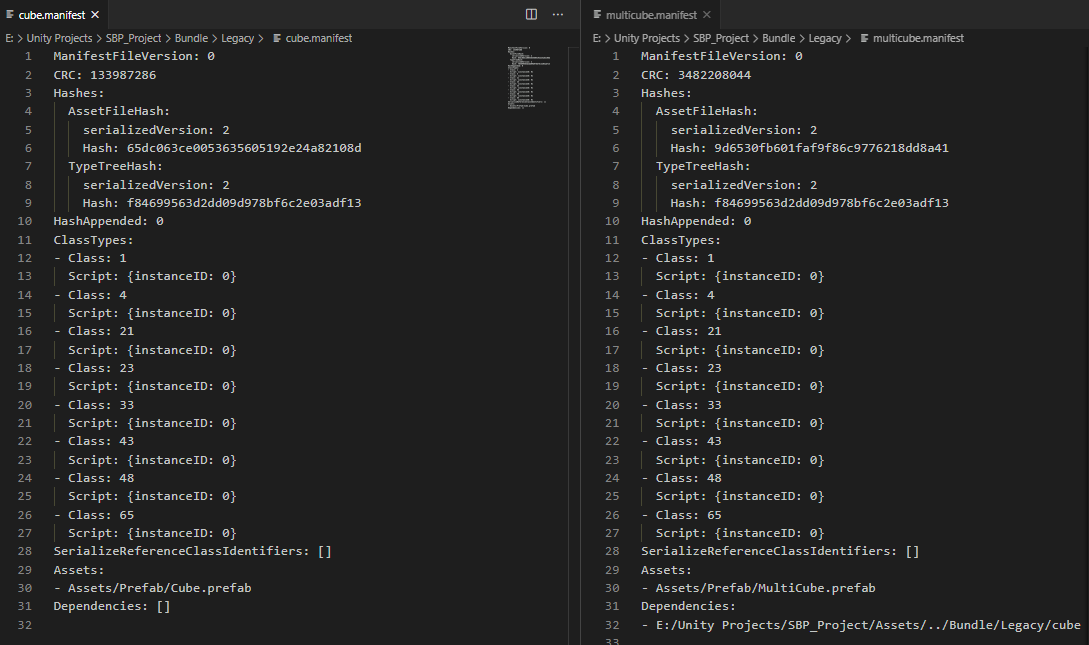 cube.manifest
E: > Unity Projects > SBP_Project > Bundle > Legacy > cube.manifest
1 ManifestFileVersion: 0
2 CRC: 133987286
3 Hashes:
4 AssetFileHash:
5 serializedVersion: 2
6 Hash: 65dc063ce0053635605192e24a82108d
7 TypeTreeHash:
8 serializedVersion: 2
9 Hash: f84699563d2dd09d978bf6c2e03adf13
10 HashAppended: 0
11 ClassTypes:
12 - Class: 1
13 Script: {instanceID: 0}
14 - Class: 4
15 Script: {instanceID: 0}
16 - Class: 21
17 Script: {instanceID: 0}
18 - Class: 23
19 Script: {instanceID: 0}
20 - Class: 33
21 Script: {instanceID: 0}
22 - Class: 43
23 Script: {instanceID: 0}
24 - Class: 48
25 Script: {instanceID: 0}
26 - Class: 65
27 Script: {instanceID: 0}
28 SerializeReferenceClassIdentifiers: []
29 Assets:
30 - Assets/Prefab/Cube.prefab
31 Dependencies: []
32
multicube.manifest
E: > Unity Projects > SBP_Project > Bundle > Legacy > multicube.manifest
1 ManifestFileVersion: 0
2 CRC: 3482208044
3 Hashes:
4 AssetFileHash:
5 serializedVersion: 2
6 Hash: 9d6530fb601faf9f86c9776218dd8a41
7 TypeTreeHash:
8 serializedVersion: 2
9 Hash: f84699563d2dd09d978bf6c2e03adf13
10 HashAppended: 0
11 ClassTypes:
12 - Class: 1
13 Script: {instanceID: 0}
14 - Class: 4
15 Script: {instanceID: 0}
16 - Class: 21
17 Script: {instanceID: 0}
18 - Class: 23
19 Script: {instanceID: 0}
20 - Class: 33
21 Script: {instanceID: 0}
22 - Class: 43
23 Script: {instanceID: 0}
24 - Class: 48
25 Script: {instanceID: 0}
26 - Class: 65
27 Script: {instanceID: 0}
28 SerializeReferenceClassIdentifiers: []
29 Assets:
30 - Assets/Prefab/MultiCube.prefab
31 Dependencies:
32 - E:/Unity Projects/SBP_Project/Assets/../Bundle/Legacy/cube
33